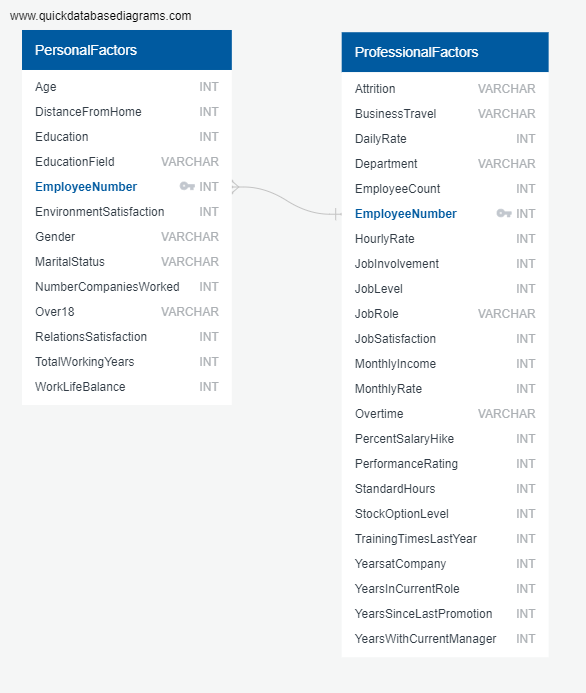 www.quickdatabasediagrams.com
PersonalFactors
Age INT
DistanceFromHome INT
Education INT
EducationField VARCHAR
EmployeeNumber INT
EnvironmentSatisfaction INT
Gender VARCHAR
MaritalStatus VARCHAR
NumberCompaniesWorked INT
Over18 VARCHAR
RelationsSatisfaction INT
TotalWorkingYears INT
WorkLifeBalance INT
ProfessionalFactors
Attrition VARCHAR
BusinessTravel VARCHAR
DailyRate INT
Department VARCHAR
EmployeeCount INT
EmployeeNumber INT
HourlyRate INT
JobInvolvement INT
JobLevel INT
JobRole VARCHAR
JobSatisfaction INT
MonthlyIncome INT
MonthlyRate INT
Overtime VARCHAR
PercentSalaryHike INT
PerformanceRating INT
StandardHours INT
StockOptionLevel INT
TrainingTimesLastYear INT
YearsatCompany INT
YearsInCurrentRole INT
YearsSinceLastPromotion INT
YearsWithCurrentManager INT